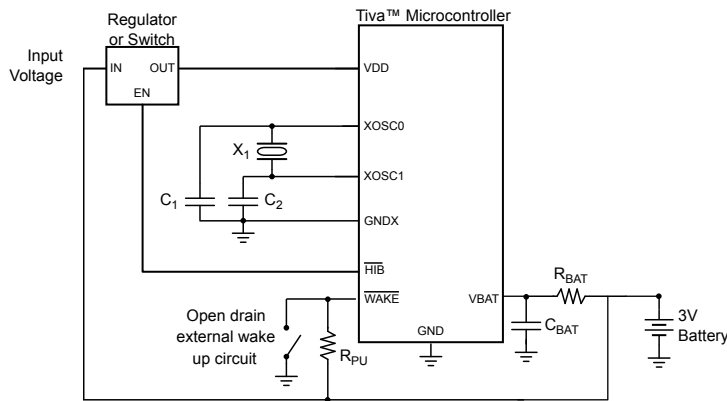 Tiva™ Microcontroller
Regulator
or Switch
Input
Voltage
IN
OUT
EN
VDD
XOSC0
X1
XOSC1
C1
C2
GNDX
HIB
WAKE
VBAT
RBAT
Open drain
external wake
up circuit
RPU
GND
CBAT
3V
Battery